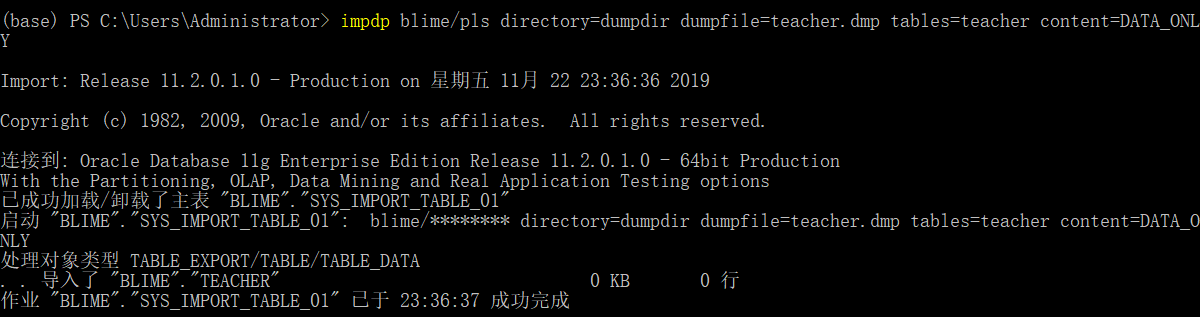 (base) PS C:\Users\Administrator> impdp blime/pls directory=dumpdir dumpfile=teacher.dmp tables=teacher content=DATA_ONL
Y
Import: Release 11.2.0.1.0 - Production on 星期五 11月 22 23:36:36 2019
Copyright (c) 1982, 2009, Oracle and/or its affiliates.  All rights reserved.
连接到: Oracle Database 11g Enterprise Edition Release 11.2.0.1.0 - 64bit Production
With the Partitioning, OLAP, Data Mining and Real Application Testing options
已成功加载/卸载了主表 "BLIME"."SYS_IMPORT_TABLE_01"
启动 "BLIME"."SYS_IMPORT_TABLE_01":  blime/******** directory=dumpdir dumpfile=teacher.dmp tables=teacher content=DATA_O
NLY
处理对象类型 TABLE_EXPORT/TABLE/TABLE_DATA
. . 导入了 "BLIME"."TEACHER"                               0 KB       0 行
作业 "BLIME"."SYS_IMPORT_TABLE_01" 已于 23:36:37 成功完成